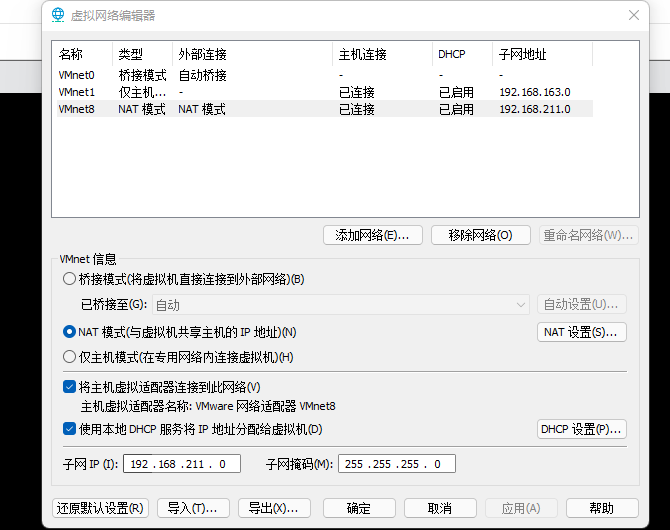 虚拟网络编辑器
名称 类型 外部连接 主机连接 DHCP 子网地址
VMnet0 桥接模式 自动桥接 - - -
VMnet1 仅主机... - 已连接 已启用 192.168.163.0
VMnet8 NAT 模式 NAT 模式 已连接 已启用 192.168.211.0
添加网络(E)... 移除网络(O) 重命名网络(W)...
VMnet 信息
桥接模式(将虚拟机直接连接到外部网络)(B)
已桥接至(G): 自动 自动设置(U)...
NAT 模式(与虚拟机共享主机的 IP 地址)(N) NAT 设置(S)...
仅主机模式(在专用网络内连接虚拟机)(H)
将主机虚拟适配器连接到此网络(V)
主机虚拟适配器名称: VMware 网络适配器 VMnet8
使用本地 DHCP 服务将 IP 地址分配给虚拟机(D) DHCP 设置(P)...
子网 IP (I): 192 . 168 . 211 . 0 子网掩码(M): 255 . 255 . 255 . 0
还原默认设置(R) 导入(T)... 导出(X)... 确定 取消 应用(A) 帮助